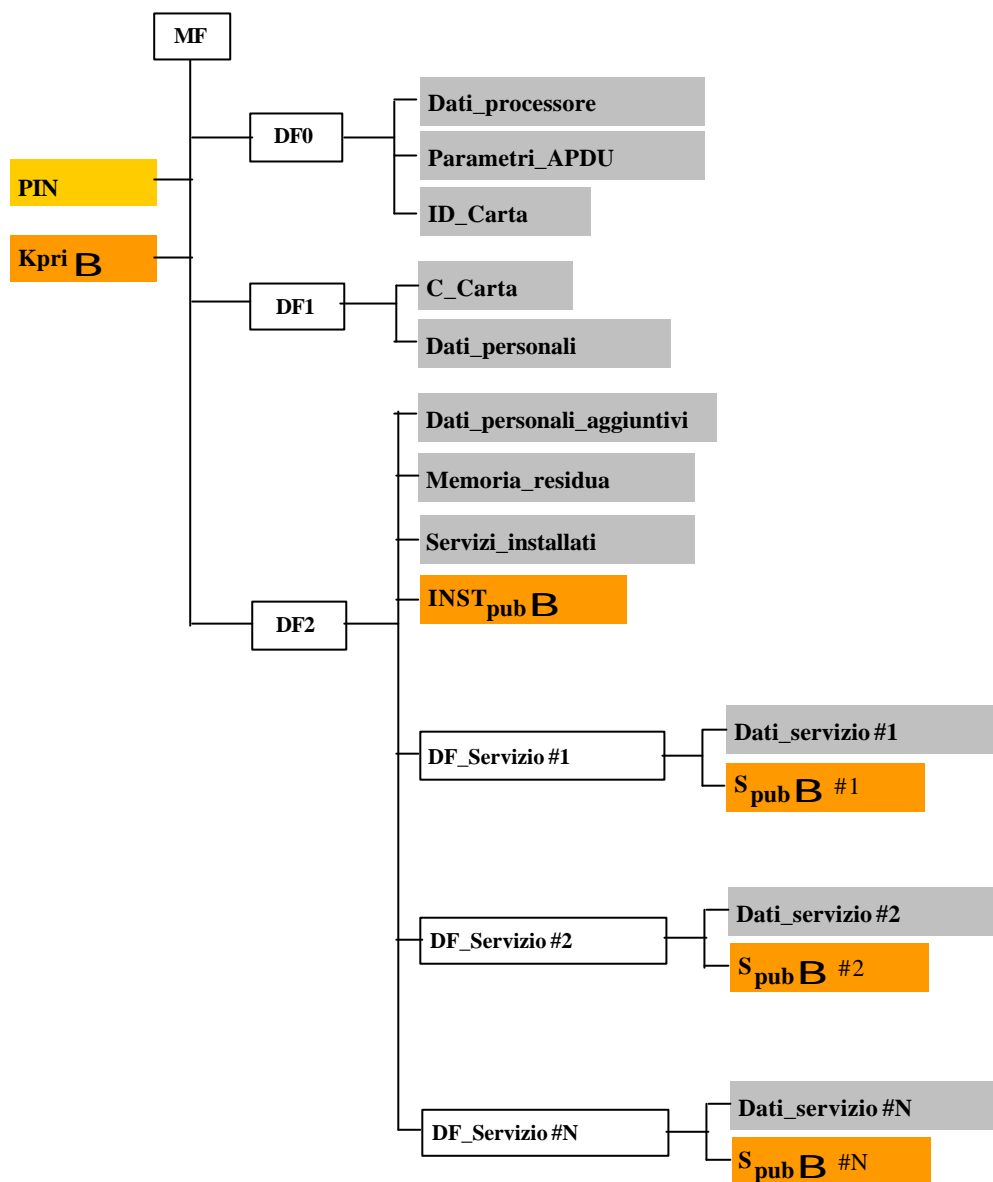 MF
Dati_processore
DF0
Parametri_APDU
PIN
ID_Carta
Kpri B
C_Carta
DF1
Dati_personali
Dati_personali_aggiuntivi
Memoria_residua
Servizi_installati
INSTpub B
DF2
Dati_servizio #1
DF_Servizio #1
Spub B #1
Dati_servizio #2
DF_Servizio #2
Spub B #2
Dati_servizio #N
DF_Servizio #N
Spub B #N